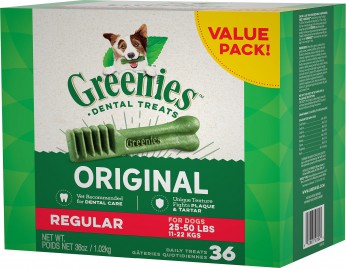 VALUE
PACK!
Greenies™
• DENTAL TREATS •
Greenies
ORIGINAL
Vet Recommended
for DENTAL CARE
Unique Texture
Fights PLAQUE
& TARTAR
REGULAR
FOR DOGS
25-50 LBS
11-22 KGS
NET WT.
POIDS NET 36oz / 1.02kg
DAILY TREATS
GÂTERIES QUOTIDIENNES
36